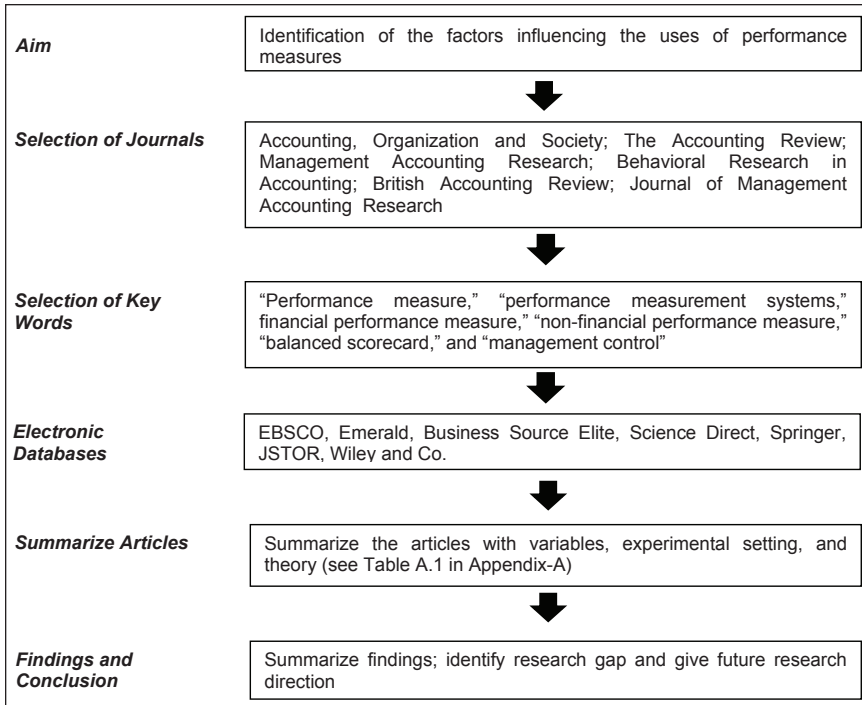 Aim
Identification of the factors influencing the uses of performance
measures
Selection of Journals
Accounting, Organization and Society; The Accounting Review;
Management Accounting Research; Behavioral Research in
Accounting; British Accounting Review; Journal of Management
Accounting Research
Selection of Key
Words
“Performance measure,” “performance measurement systems,”
financial performance measure,” “non-financial performance measure,”
“balanced scorecard,” and “management control”
Electronic
Databases
EBSCO, Emerald, Business Source Elite, Science Direct, Springer,
JSTOR, Wiley and Co.
Summarize Articles
Summarize the articles with variables, experimental setting, and
theory (see Table A.1 in Appendix-A)
Findings and
Conclusion
Summarize findings; identify research gap and give future research
direction